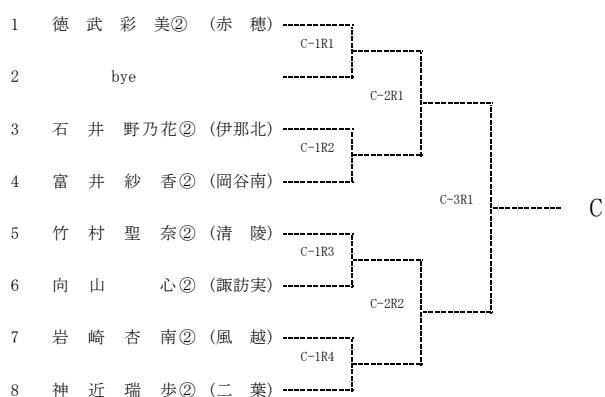 1 徳 武 彩 美② (赤 穂)
C-1R1
2 bye
C-2R1
3 石 井 野乃花② (伊那北)
C-1R2
4 富 井 紗 香② (岡谷南)
C-3R1
C
5 竹 村 聖 奈② (清 陵)
C-1R3
6 向 山 心② (諏訪実)
C-2R2
7 岩 崎 杏 南② (風 越)
C-1R4
8 神 近 瑞 歩② (二 葉)